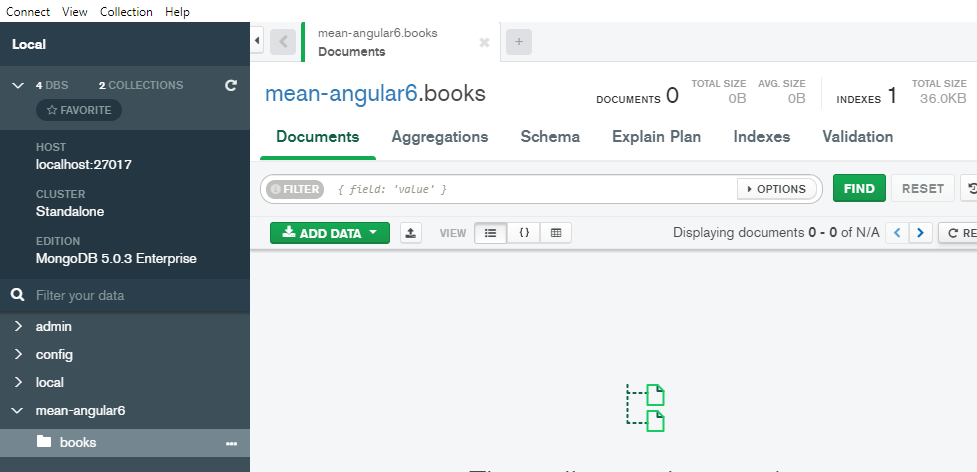 Connect View Collection Help
Local
4 DBS 2 COLLECTIONS
FAVORITE
HOST
localhost:27017
CLUSTER
Standalone
EDITION
MongoDB 5.0.3 Enterprise
Filter your data
admin
config
local
mean-angular6
books
mean-angular6.books
Documents
mean-angular6.books
DOCUMENTS 0
TOTAL SIZE
0B
AVG. SIZE
0B
INDEXES 1
TOTAL SIZE
36.0KB
Documents Aggregations Schema Explain Plan Indexes Validation
FILTER { field: 'value' } OPTIONS FIND RESET
ADD DATA VIEW {} Displaying documents 0 - 0 of N/A RE